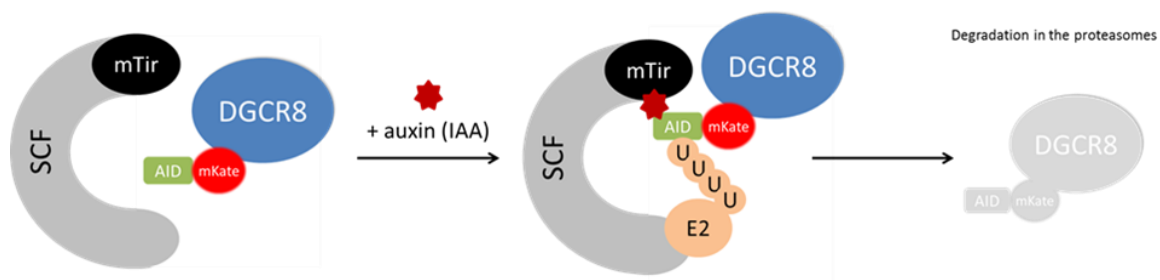 mTir
DGCR8
SCF
AID
mKate
+ auxin (IAA)
mTir
DGCR8
SCF
AID
mKate
U
U
U
U
E2
Degradation in the proteasomes
DGCR8
AID
mKate